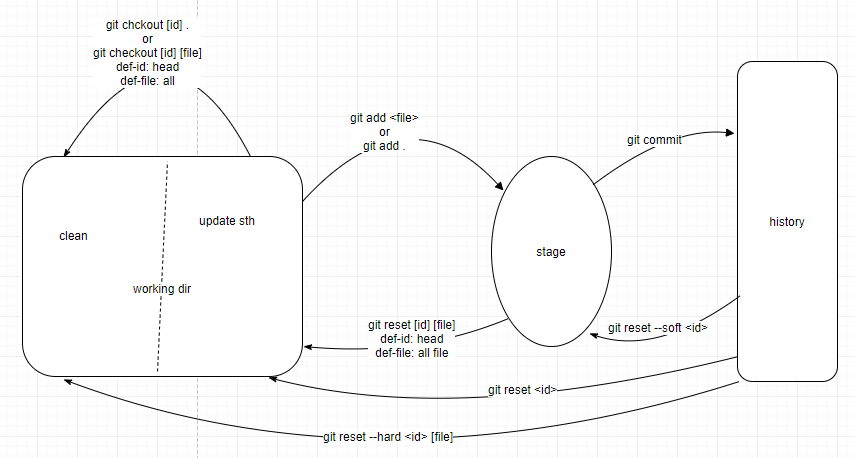 git chckout [id] .
or
git checkout [id] [file]
def-id: head
def-file: all
git add <file>
or
git add .
git commit
clean
update sth
working dir
stage
history
git reset [id] [file]
def-id: head
def-file: all file
git reset --soft <id>
git reset <id>
git reset --hard <id> [file]